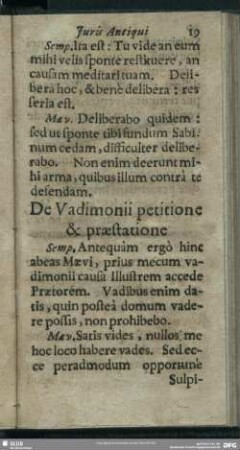 Juris Antiqui 19
Semp. Ita est: Tu vide an eum
mihi velis sponte restituere, an
causam meditari tuam. Deli-
bera hoc, & benè delibera: res
seria est.
Mæv. Deliberabo quidem:
sed ut sponte tibi fundum Sabi-
num cedam, difficulter delibe-
rabo. Non enim deerunt mi-
hi arma, quibus illum contrà te
defendam.
De Vadimonii petitione
& præstatione
Semp. Antequàm ergò hinc
abeas Mævi, prius mecum va-
dimonii causa Illustrem accede
Prætorem. Vadibus enim da-
tis, quin posteà domum vade-
re possis, non prohibebo.
Mæv. Satis vides, nullos me
hoc loco habere vades. Sed ec-
ce peradmodum opportunè
Sulpi-
SLUB